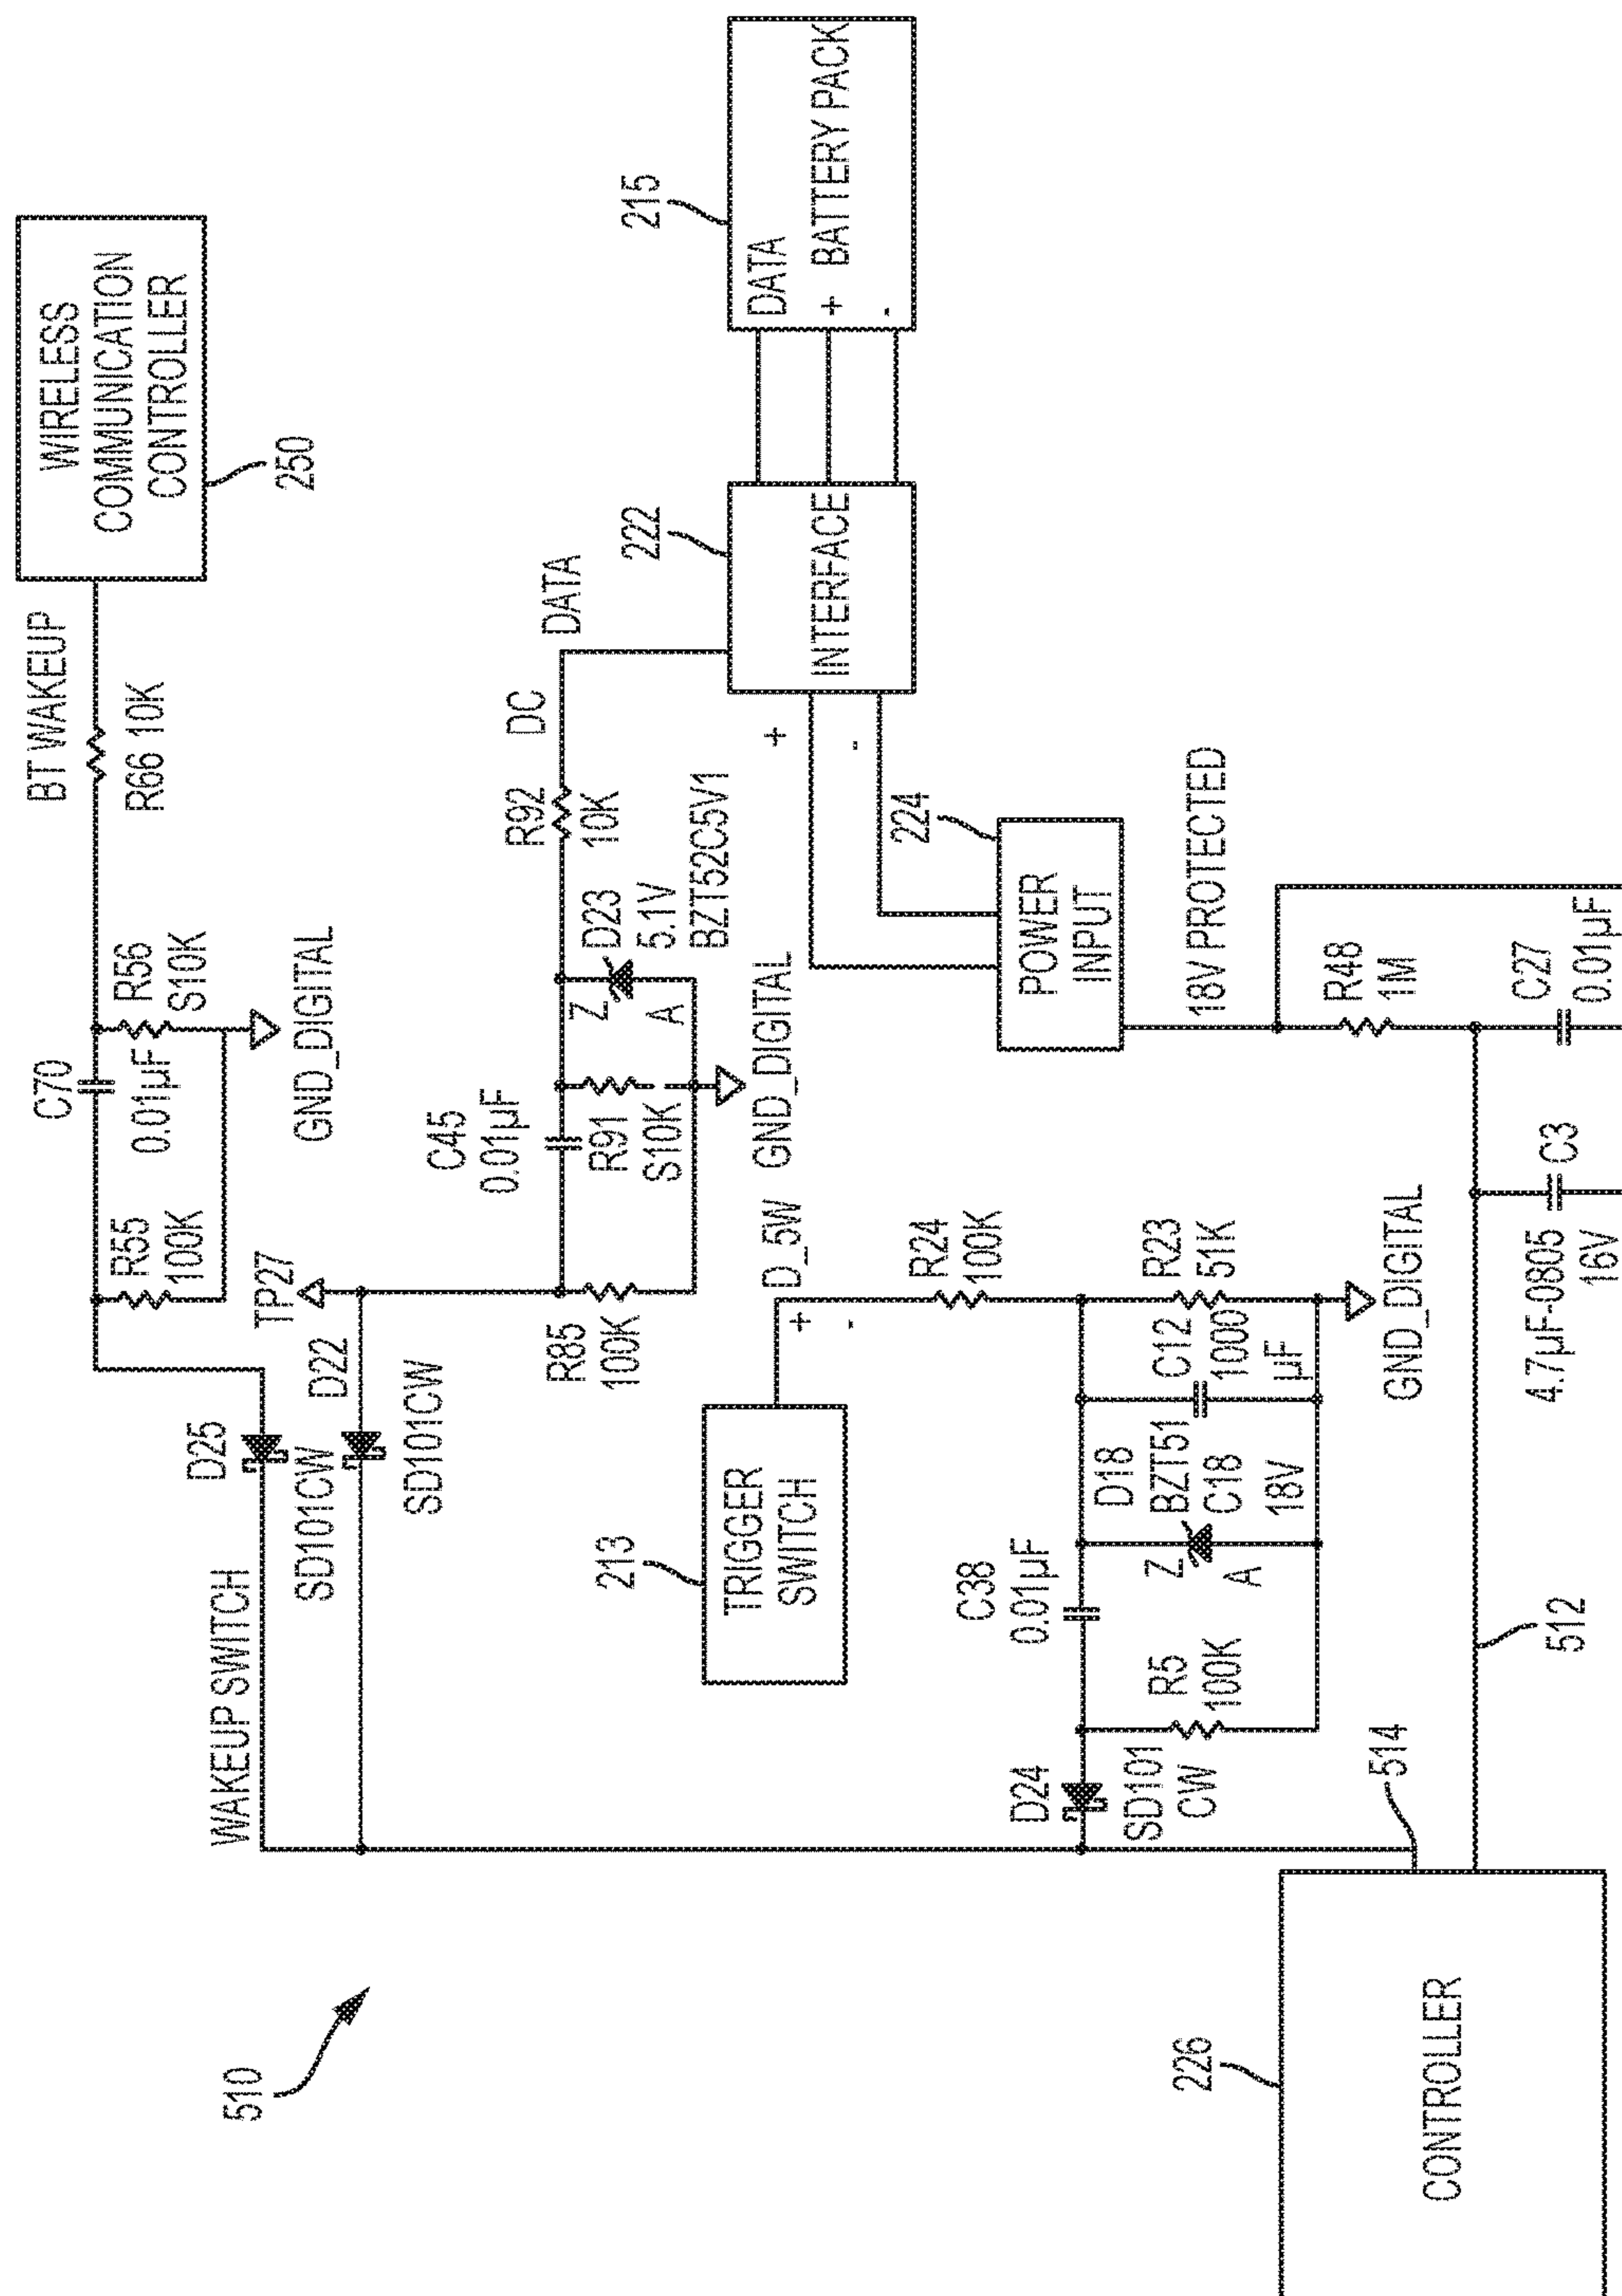 510
WIRELESS
COMMUNICATION
CONTROLLER
250
BT WAKEUP
R66 10K
C70
0.01µF
R56
S10K
GND_DIGITAL
R55
100K
D25
SD101CW
WAKEUP SWITCH
TP27
D22
SD101CW
DATA
DC
R92
10K
D23
5.1V
BZT52C5V1
Z
A
C45
0.01µF
R91
S10K
GND_DIGITAL
R85
100K
222
INTERFACE
215
DATA
+ BATTERY PACK
-
+
-
224
POWER
INPUT
18V PROTECTED
213
TRIGGER
SWITCH
D_5W
+
-
R24
100K
R23
51K
GND_DIGITAL
C12
1000
µF
D18
BZT51
C18
18V
Z
A
C38
0.01µF
R5
100K
D24
SD101
CW
514
512
R48
1M
C27
0.01µF
C3
4.7µF-0805
16V
226
CONTROLLER